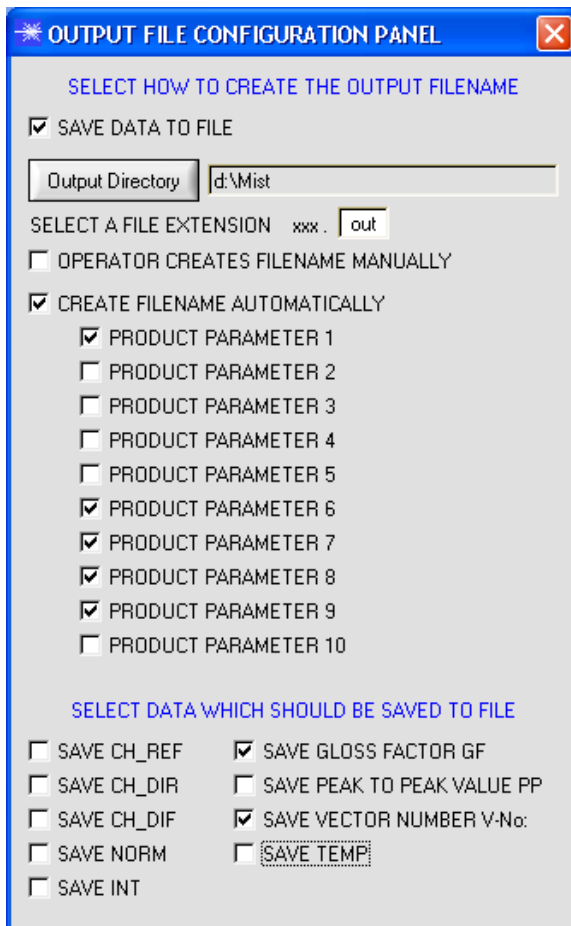 OUTPUT FILE CONFIGURATION PANEL
SELECT HOW TO CREATE THE OUTPUT FILENAME
SAVE DATA TO FILE
Output Directory d:\Mist
SELECT A FILE EXTENSION xxx . out
OPERATOR CREATES FILENAME MANUALLY
CREATE FILENAME AUTOMATICALLY
PRODUCT PARAMETER 1
PRODUCT PARAMETER 2
PRODUCT PARAMETER 3
PRODUCT PARAMETER 4
PRODUCT PARAMETER 5
PRODUCT PARAMETER 6
PRODUCT PARAMETER 7
PRODUCT PARAMETER 8
PRODUCT PARAMETER 9
PRODUCT PARAMETER 10
SELECT DATA WHICH SHOULD BE SAVED TO FILE
SAVE CH_REF SAVE GLOSS FACTOR GF
SAVE CH_DIR SAVE PEAK TO PEAK VALUE PP
SAVE CH_DIF SAVE VECTOR NUMBER V-No:
SAVE NORM SAVE TEMP
SAVE INT